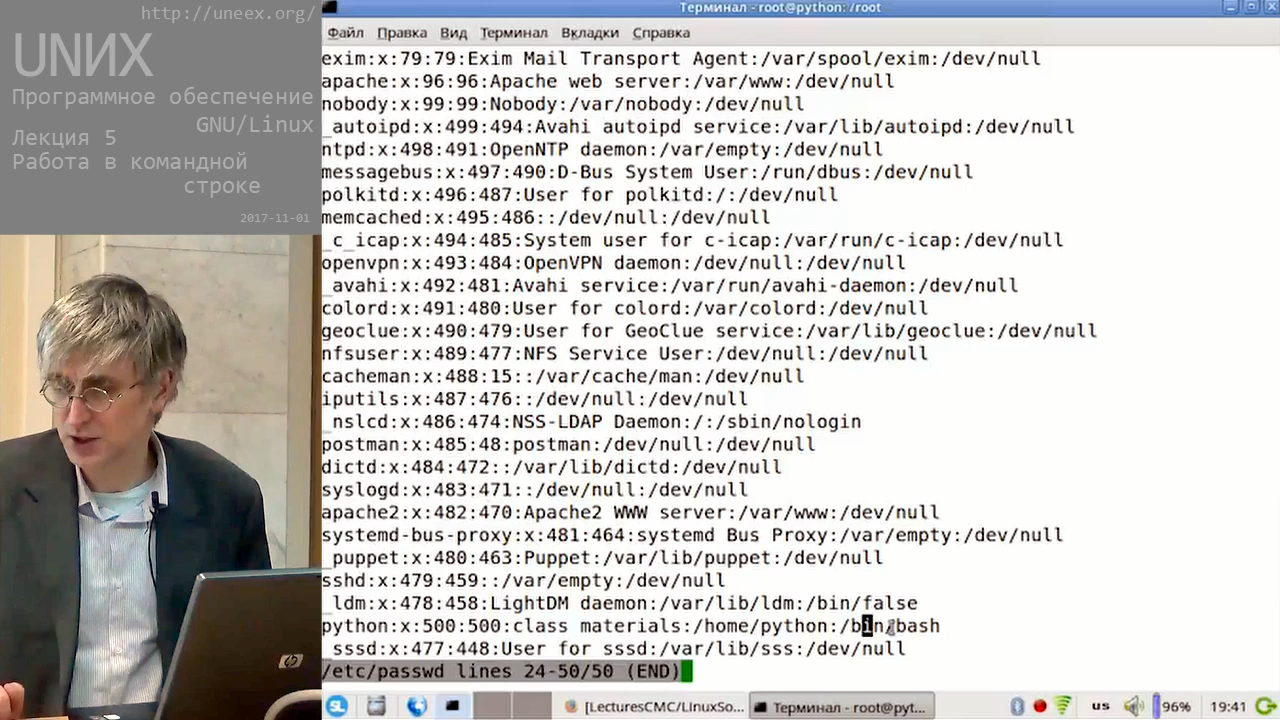 http://uneex.org/
UNИX
Программное обеспечение
GNU/Linux
Лекция 5
Работа в командной
строке
2017-11-01
Терминал - root@python: /root
Файл Правка Вид Терминал Вкладки Справка
exim:x:79:79:Exim Mail Transport Agent:/var/spool/exim:/dev/null
apache:x:96:96:Apache web server:/var/www:/dev/null
nobody:x:99:99:Nobody:/var/nobody:/dev/null
_autoipd:x:499:494:Avahi autoipd service:/var/lib/autoipd:/dev/null
ntpd:x:498:491:OpenNTP daemon:/var/empty:/dev/null
messagebus:x:497:490:D-Bus System User:/run/dbus:/dev/null
polkitd:x:496:487:User for polkitd:/:/dev/null
memcached:x:495:486::/dev/null:/dev/null
_c_icap:x:494:485:System user for c-icap:/var/run/c-icap:/dev/null
openvpn:x:493:484:OpenVPN daemon:/dev/null:/dev/null
_avahi:x:492:481:Avahi service:/var/run/avahi-daemon:/dev/null
colord:x:491:480:User for colord:/var/colord:/dev/null
geoclue:x:490:479:User for GeoClue service:/var/lib/geoclue:/dev/null
nfsuser:x:489:477:NFS Service User:/dev/null:/dev/null
cacheman:x:488:15::/var/cache/man:/dev/null
iputils:x:487:476::/dev/null:/dev/null
_nslcd:x:486:474:NSS-LDAP Daemon:/:/sbin/nologin
postman:x:485:48:postman:/dev/null:/dev/null
dictd:x:484:472::/var/lib/dictd:/dev/null
syslogd:x:483:471::/dev/null:/dev/null
apache2:x:482:470:Apache2 WWW server:/var/www:/dev/null
systemd-bus-proxy:x:481:464:systemd Bus Proxy:/var/empty:/dev/null
_puppet:x:480:463:Puppet:/var/lib/puppet:/dev/null
sshd:x:479:459::/var/empty:/dev/null
_ldm:x:478:458:LightDM daemon:/var/lib/ldm:/bin/false
python:x:500:500:class materials:/home/python:/bin/bash
_sssd:x:477:448:User for sssd:/var/lib/sss:/dev/null
/etc/passwd lines 24-50/50 (END)
SL [LecturesCMC/LinuxSo... Терминал - root@pyt... us 96% 19:41
hp